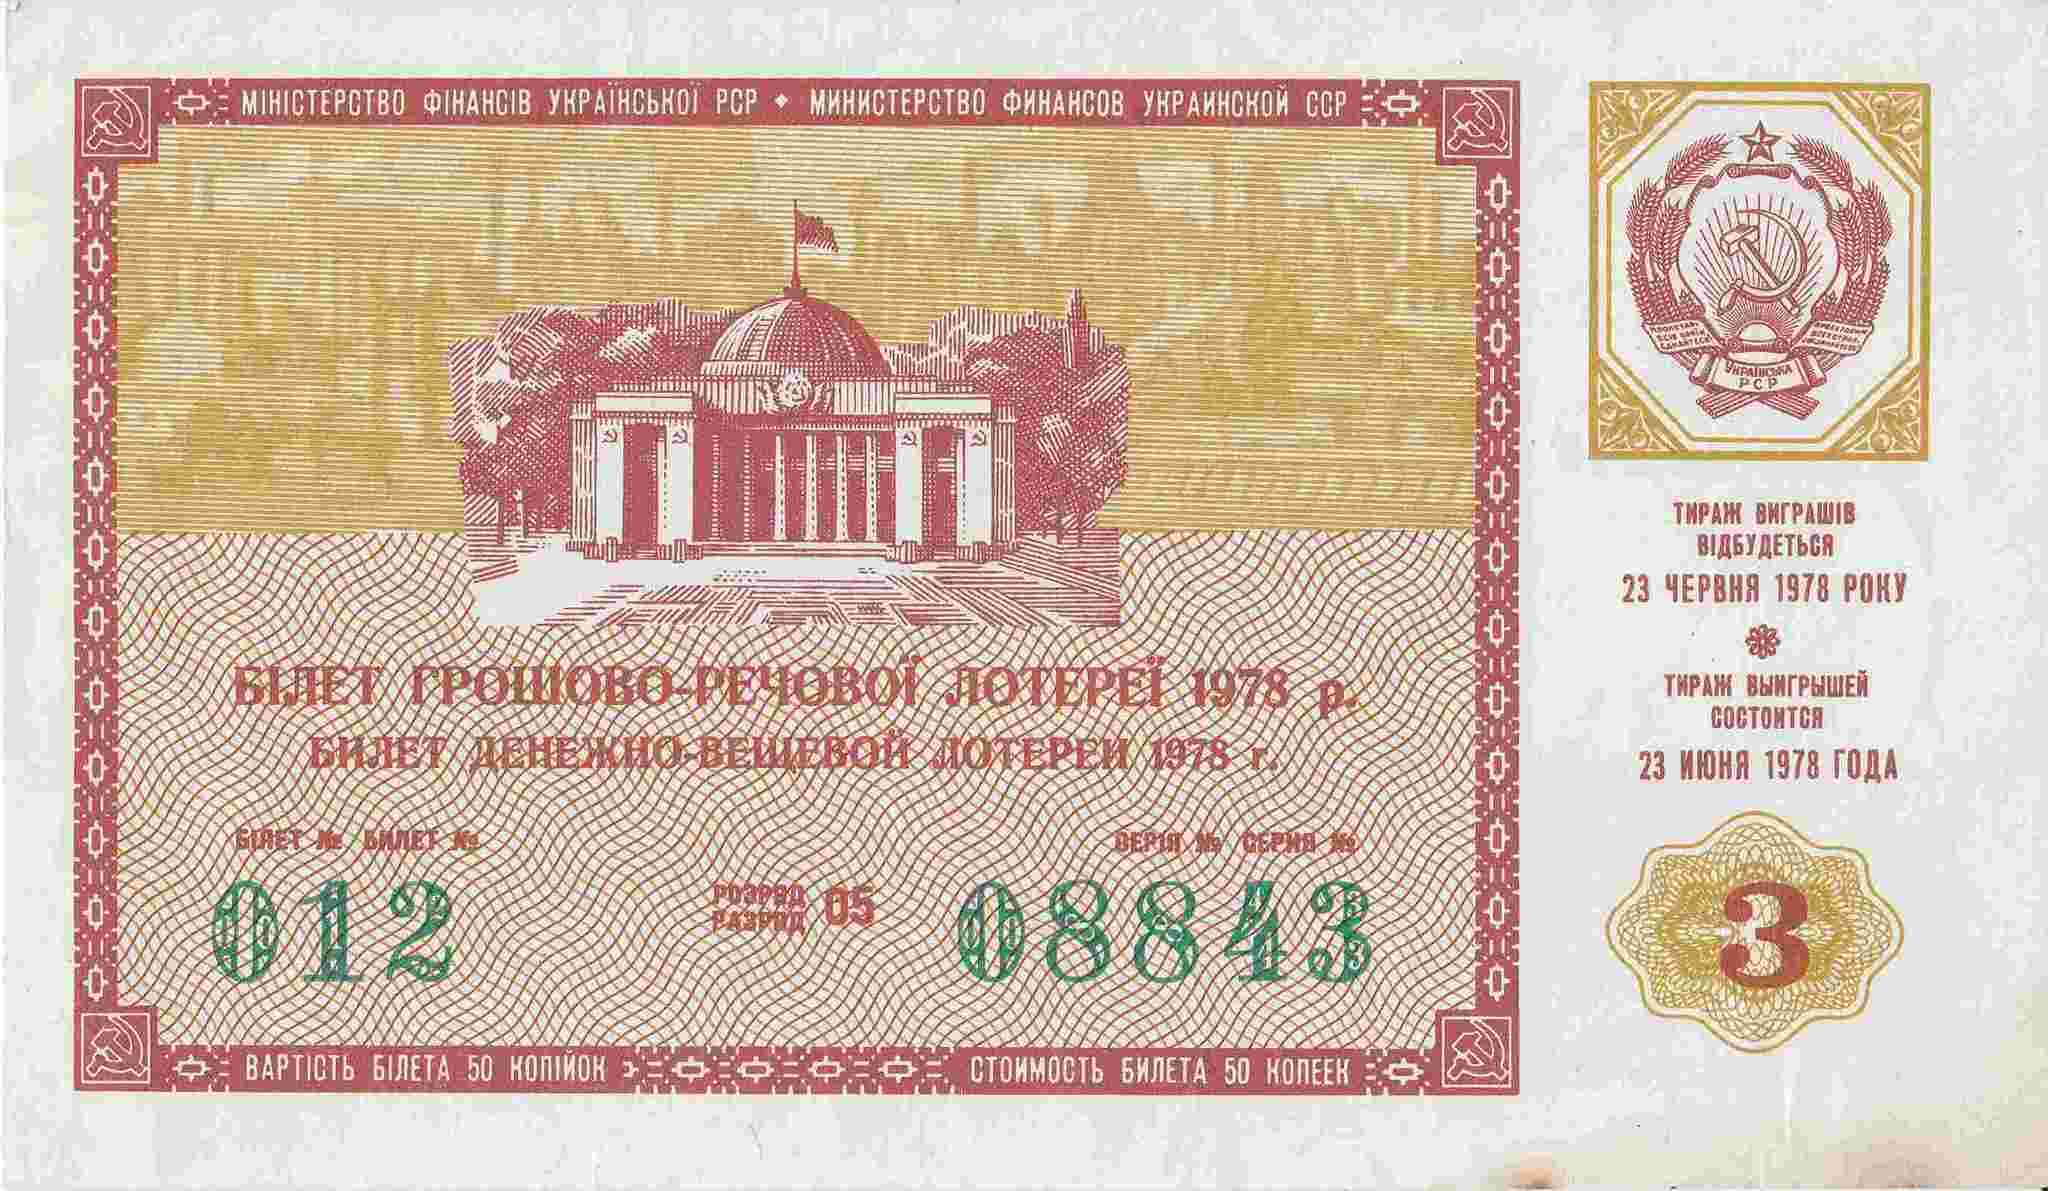 МІНІСТЕРСТВО ФІНАНСІВ УКРАЇНСЬКОЇ РСР ◆ МИНИСТЕРСТВО ФИНАНСОВ УКРАИНСКОЙ ССР
УКРАЇНСЬКА
РСР
ТИРАЖ ВИГРАШІВ
ВІДБУДЕТЬСЯ
23 ЧЕРВНЯ 1978 РОКУ
ТИРАЖ ВЫИГРЫШЕЙ
СОСТОИТСЯ
23 ИЮНЯ 1978 ГОДА
3
БІЛЕТ ГРОШОВО-РЕЧОВОЇ ЛОТЕРЕЇ 1978 р.
БИЛЕТ ДЕНЕЖНО-ВЕЩЕВОЙ ЛОТЕРЕИ 1978 г.
БІЛЕТ № БИЛЕТ №
СЕРІЯ № СЕРИЯ №
012
РОЗРЯД
РАЗРЯД
05
08843
ВАРТІСТЬ БІЛЕТА 50 КОПІЙОК
СТОИМОСТЬ БИЛЕТА 50 КОПЕЕК